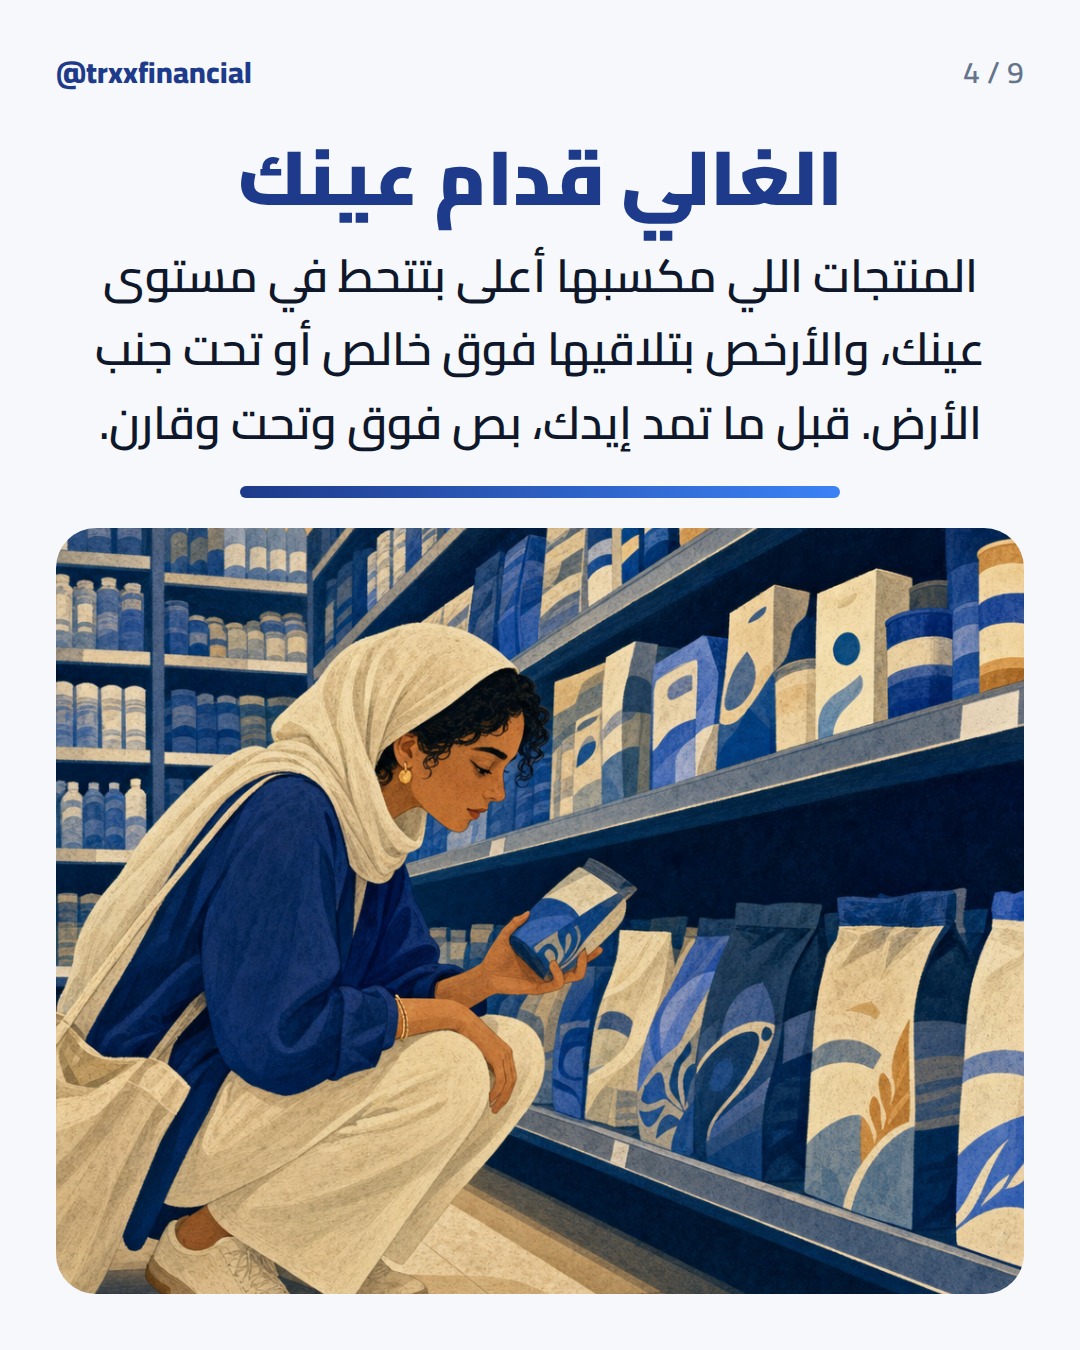 @trxxfinancial
4 / 9
الغالي قدام عينك
المنتجات اللي مكسبها أعلى بتتحط في مستوى
عينك، والأرخص بتلاقيها فوق خالص أو تحت جنب
الأرض. قبل ما تمد إيدك، بص فوق وتحت وقارن.